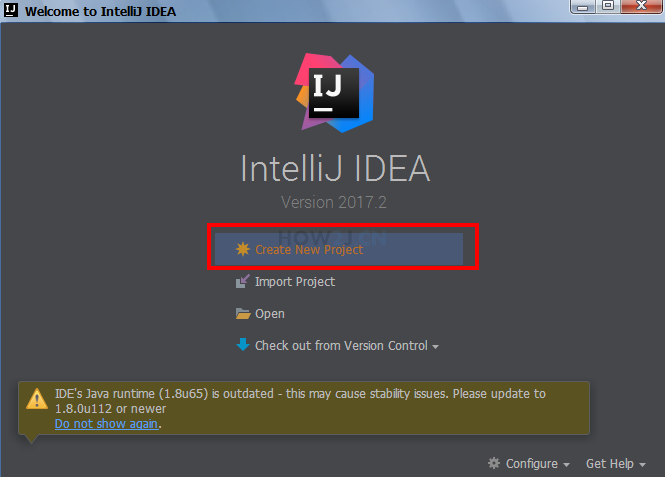 IJ Welcome to IntelliJ IDEA
IJ
IntelliJ IDEA
Version 2017.2
Create New Project
Import Project
Open
Check out from Version Control
IDE's Java runtime (1.8u65) is outdated - this may cause stability issues. Please update to
1.8.0u112 or newer
Do not show again.
Configure Get Help